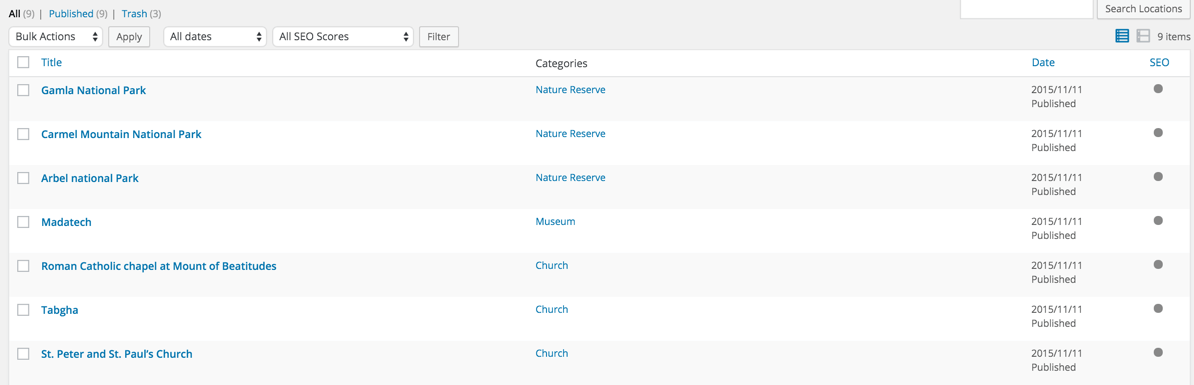 All (9) | Published (9) | Trash (3)
Search Locations
Bulk Actions Apply All dates All SEO Scores Filter 9 items
Title Categories Date SEO
Gamla National Park Nature Reserve 2015/11/11
Published
Carmel Mountain National Park Nature Reserve 2015/11/11
Published
Arbel national Park Nature Reserve 2015/11/11
Published
Madatech Museum 2015/11/11
Published
Roman Catholic chapel at Mount of Beatitudes Church 2015/11/11
Published
Tabgha Church 2015/11/11
Published
St. Peter and St. Paul's Church Church 2015/11/11
Published